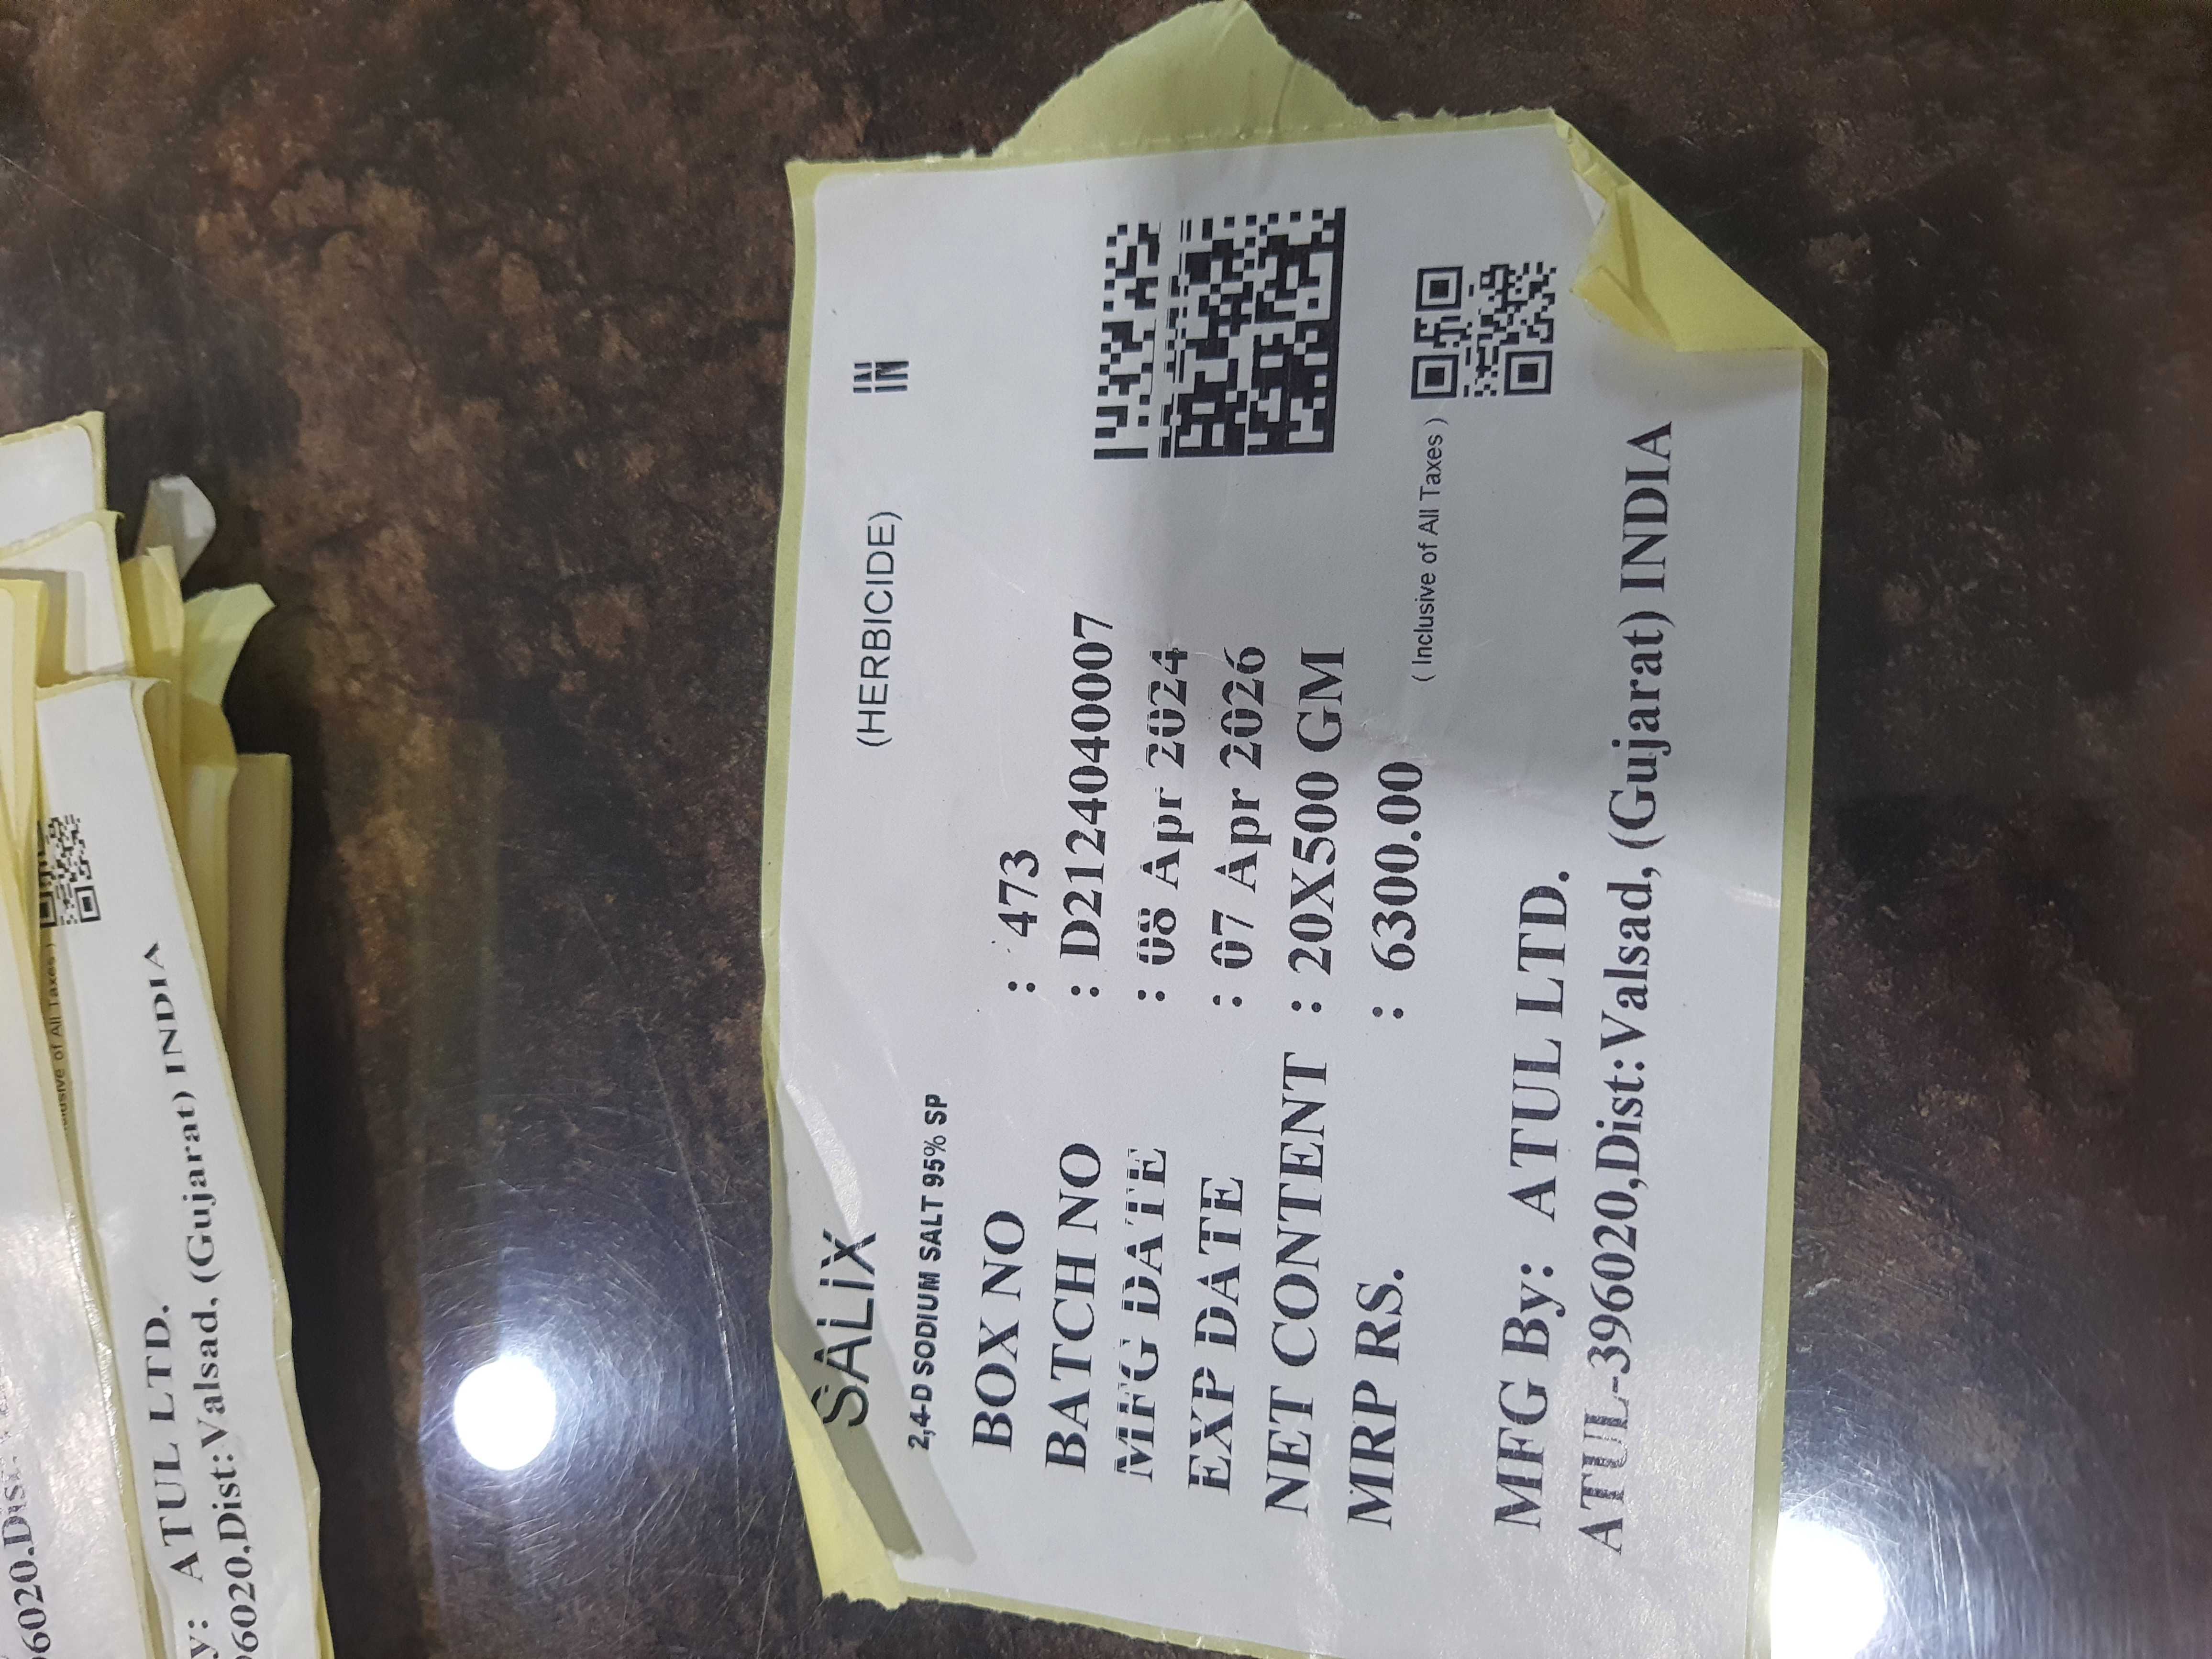 SALIX (HERBICIDE) IN
2,4-D SODIUM SALT 95% SP
BOX NO : 473
BATCH NO : D2124040007
MFG DATE : 08 Apr 2024
EXP DATE : 07 Apr 2026
NET CONTENT : 20X500 GM
MRP RS. : 6300.00
( Inclusive of All Taxes )
MFG By: ATUL LTD.
ATUL-396020,Dist:Valsad, (Gujarat) INDIA
of All Taxes )
y: ATUL LTD.
96020,Dist:Valsad, (Gujarat) INDIA